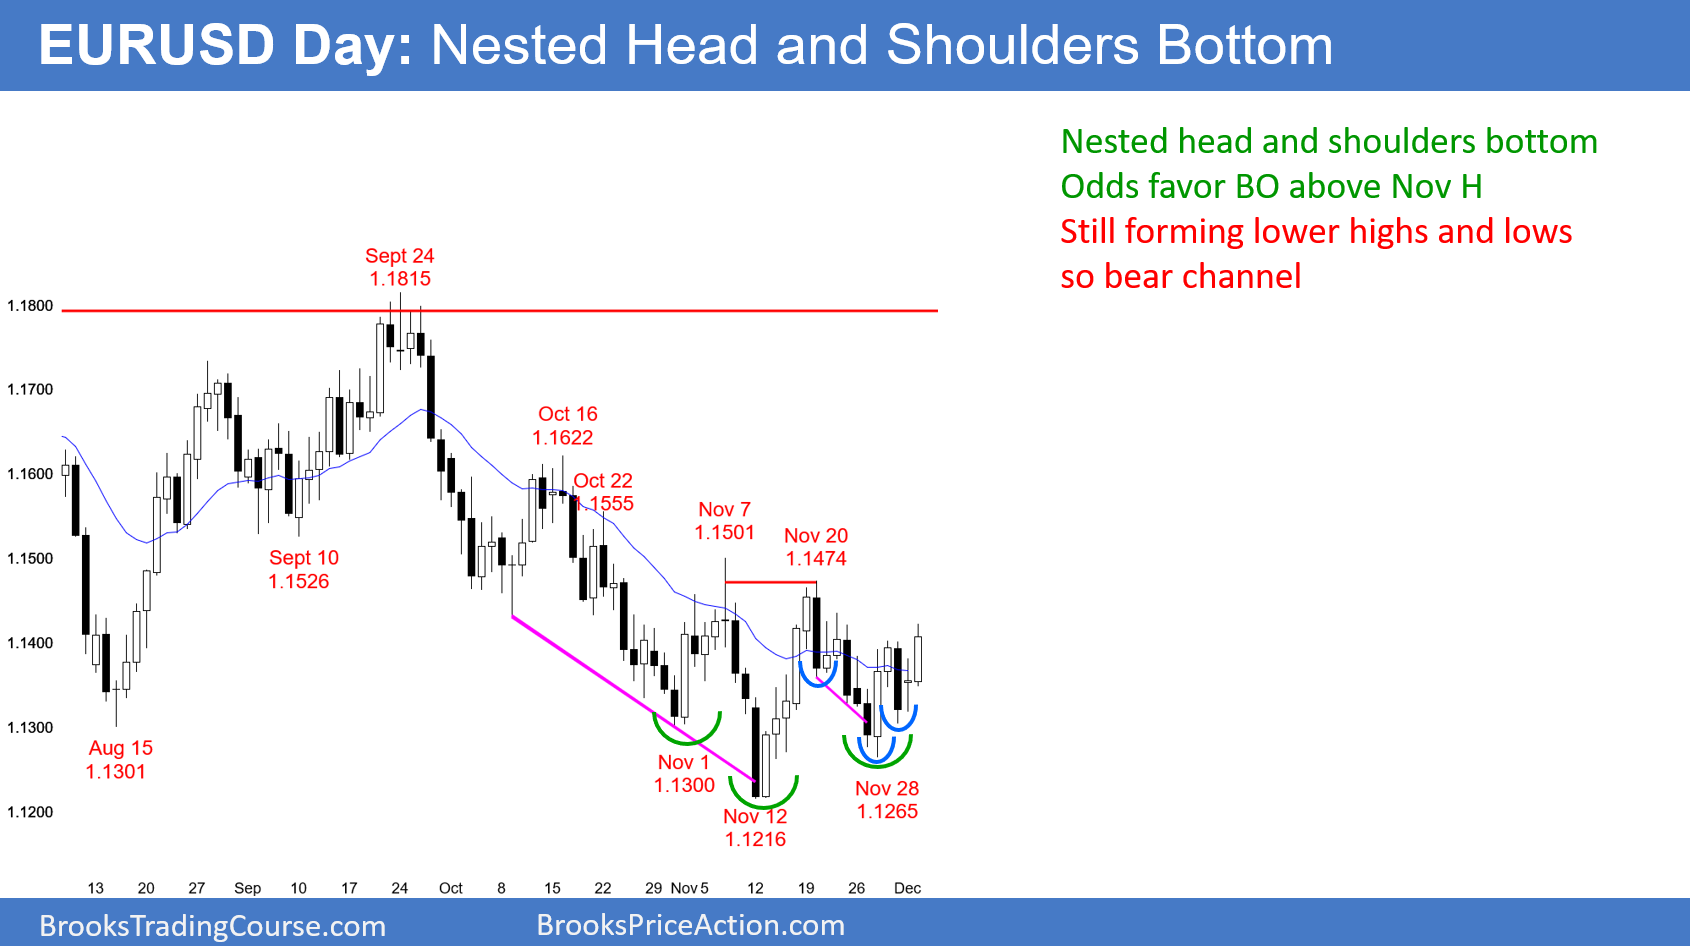 EURUSD Day: Nested Head and Shoulders Bottom
Nested head and shoulders bottom
Odds favor BO above Nov H
Still forming lower highs and lows
so bear channel
Sept 24
1.1815
1.1800
1.1700
Oct 16
1.1622
1.1600
Oct 22
1.1555
Nov 7
1.1501
Nov 20
1.1474
Sept 10
1.1526
1.1500
1.1400
1.1300
Aug 15
1.1301
Nov 1
1.1300
Nov 28
1.1265
1.1200
Nov 12
1.1216
13 20 27 Sep 10 17 24 Oct 8 15 22 29 Nov 5 12 19 26 Dec
BrooksTradingCourse.com
BrooksPriceAction.com